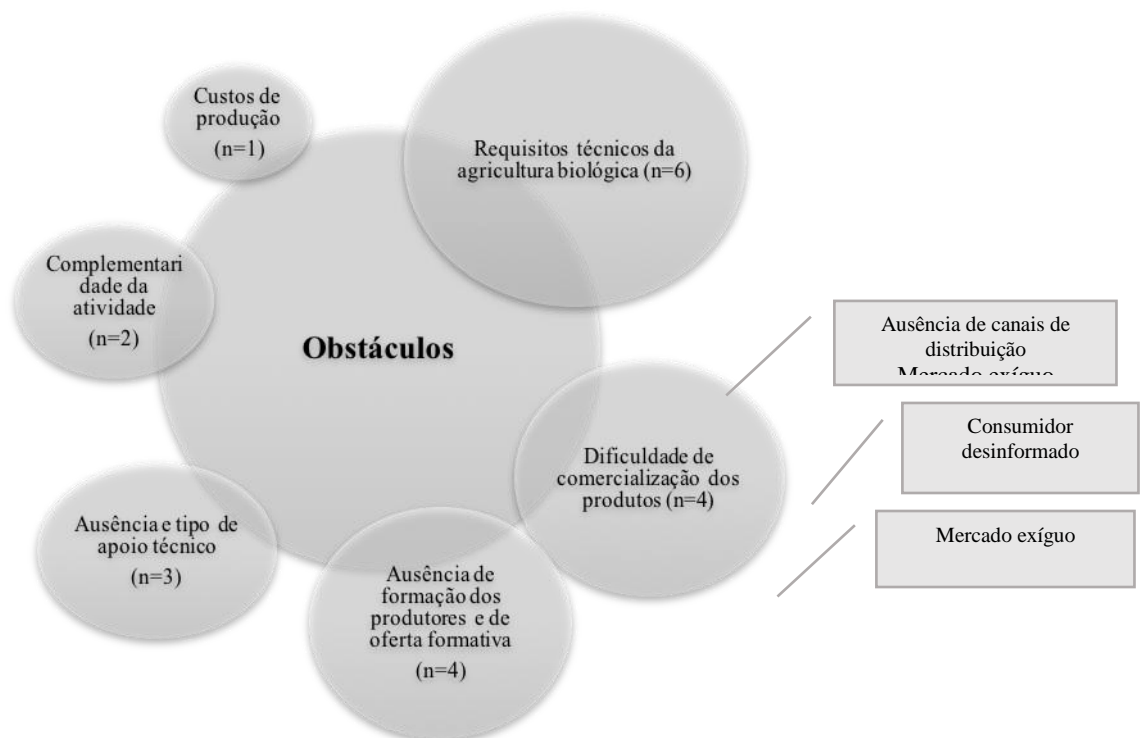 Custos de
produção
(n=1)
Requisitos técnicos da
agricultura biológica (n=6)
Complementari
dade da
atividade
(n=2)
Obstáculos
Ausência de canais de
distribuição
Mercado exíguo
Consumidor
desinformado
Dificuldade de
comercialização dos
produtos (n=4)
Mercado exíguo
Ausência e tipo de
apoio técnico
(n=3)
Ausência de
formação dos
produtores e de
oferta formativa
(n=4)